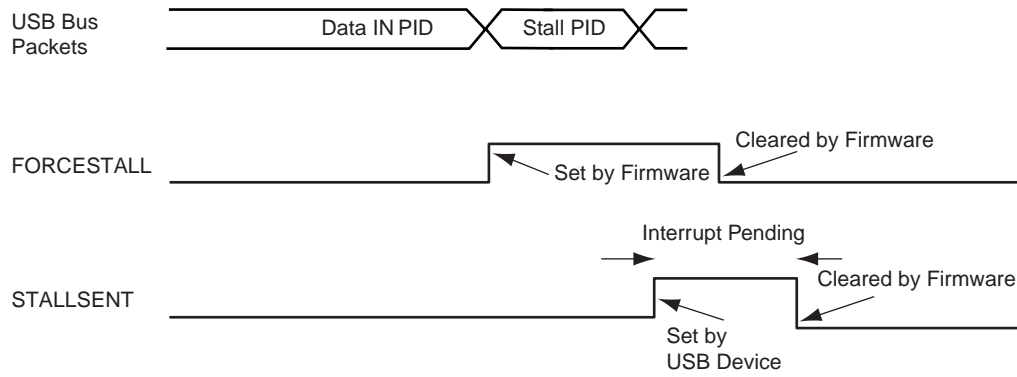 USB Bus
Packets
Data IN PID
Stall PID
Cleared by Firmware
FORCESTALL
Set by Firmware
Interrupt Pending
Cleared by Firmware
STALLSENT
Set by
USB Device